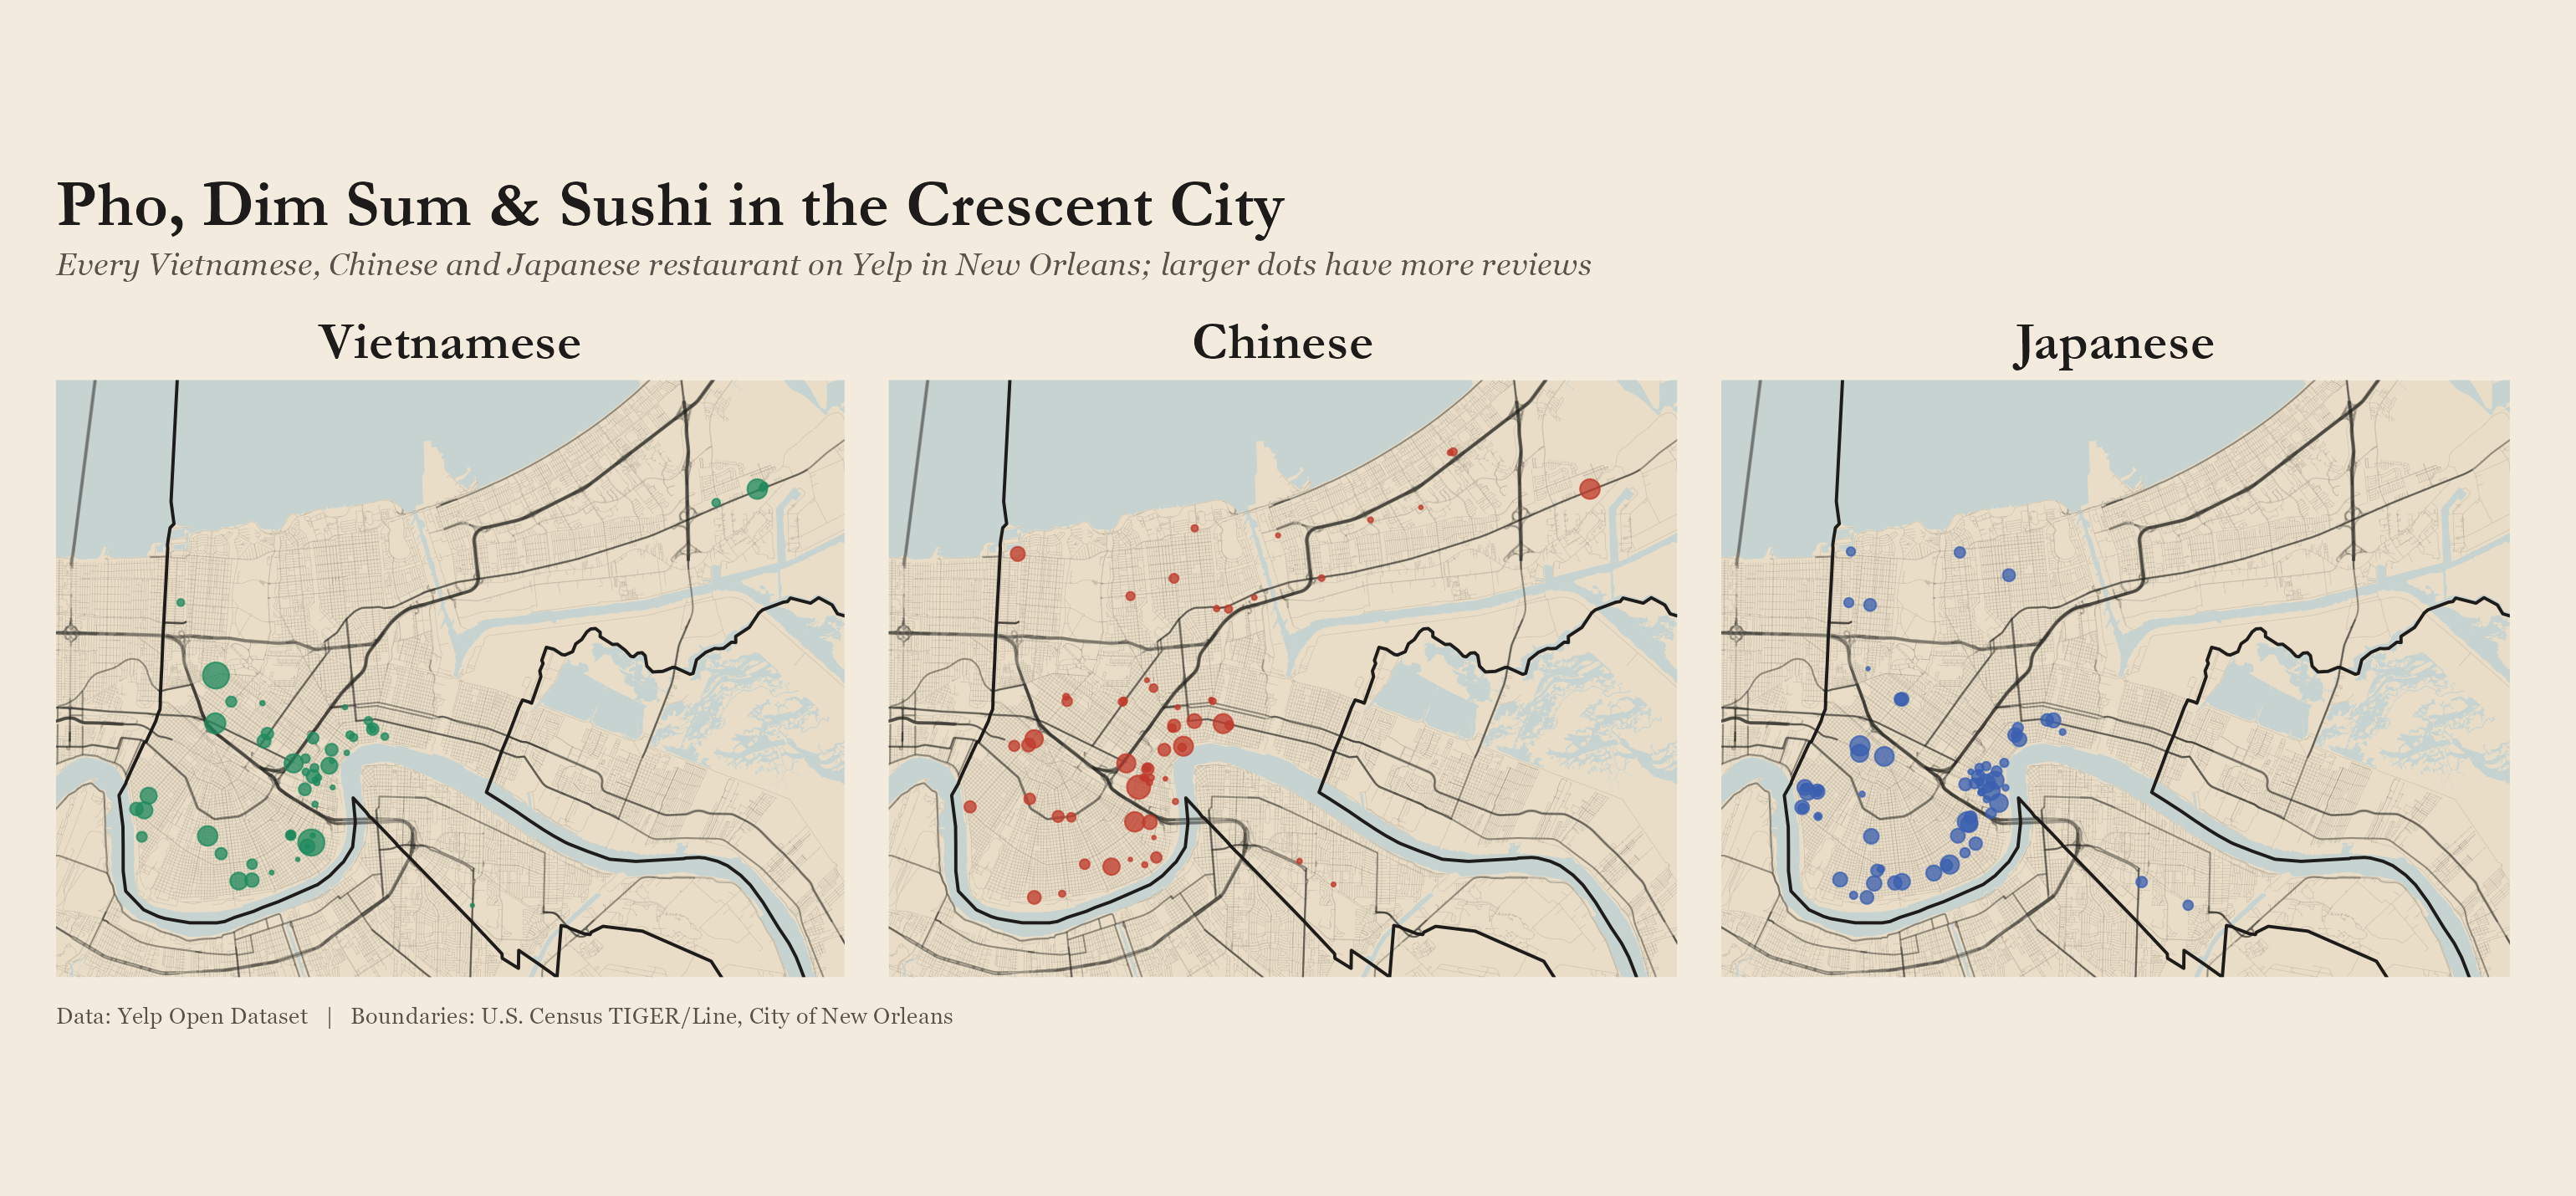 Pho, Dim Sum & Sushi in the Crescent City
Every Vietnamese, Chinese and Japanese restaurant on Yelp in New Orleans; larger dots have more reviews
Vietnamese
Chinese
Japanese
Data: Yelp Open Dataset | Boundaries: U.S. Census TIGER/Line, City of New Orleans